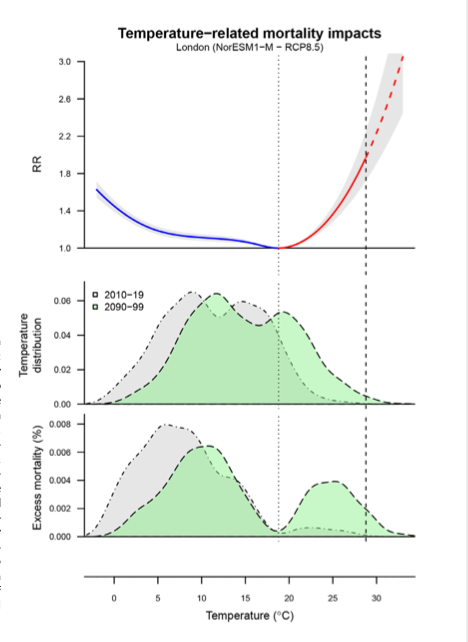 Temperature−related mortality impacts
London (NorESM1−M − RCP8.5)
RR
3.0
2.6
2.2
1.8
1.4
1.0
Temperature
distribution
2010−19
2090−99
0.06
0.04
0.02
0.00
Excess mortality (%)
0.008
0.006
0.004
0.002
0.000
0 5 10 15 20 25 30
Temperature (°C)